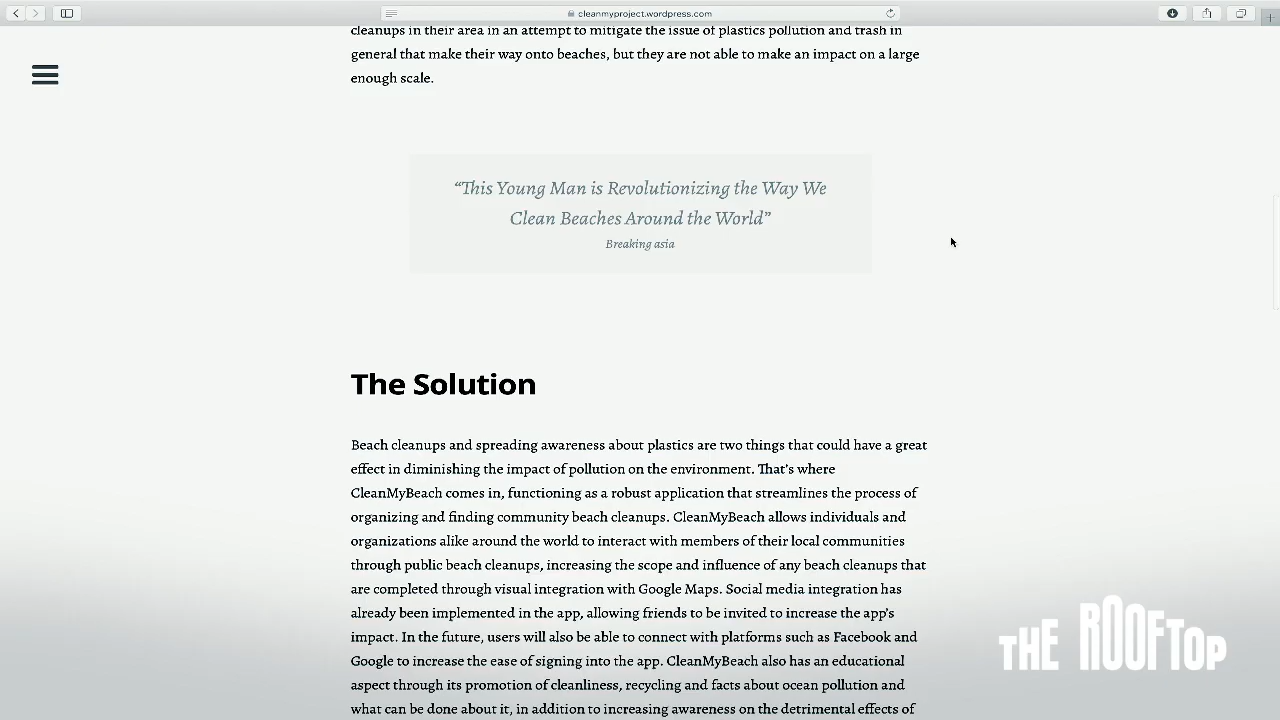 cleanmyproject.wordpress.com
cleanups in their area in an attempt to mitigate the issue of plastics pollution and trash in
general that make their way onto beaches, but they are not able to make an impact on a large
enough scale.
“This Young Man is Revolutionizing the Way We
Clean Beaches Around the World”
Breaking asia
The Solution
Beach cleanups and spreading awareness about plastics are two things that could have a great
effect in diminishing the impact of pollution on the environment. That's where
CleanMyBeach comes in, functioning as a robust application that streamlines the process of
organizing and finding community beach cleanups. CleanMyBeach allows individuals and
organizations alike around the world to interact with members of their local communities
through public beach cleanups, increasing the scope and influence of any beach cleanups that
are completed through visual integration with Google Maps. Social media integration has
already been implemented in the app, allowing friends to be invited to increase the app's
impact. In the future, users will also be able to connect with platforms such as Facebook and
Google to increase the ease of signing into the app. CleanMyBeach also has an educational
aspect through its promotion of cleanliness, recycling and facts about ocean pollution and
what can be done about it, in addition to increasing awareness on the detrimental effects of
THE ROOFTOP